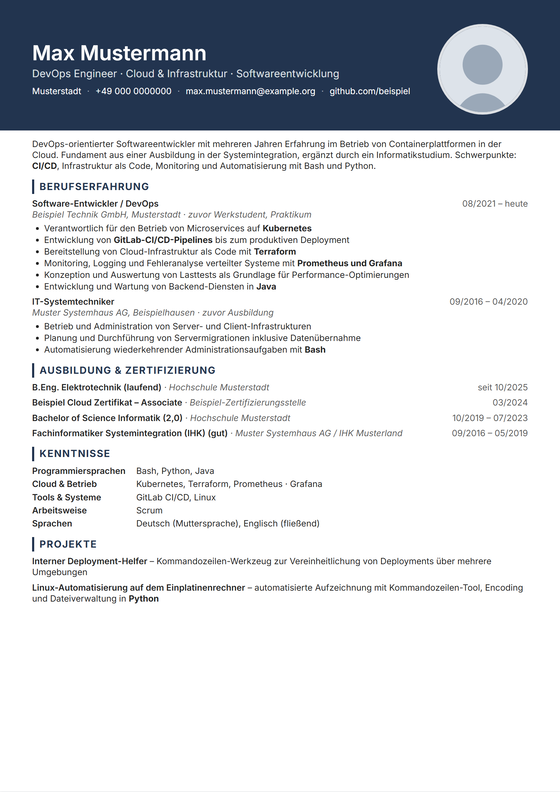 Max Mustermann
DevOps Engineer · Cloud & Infrastruktur · Softwareentwicklung
Musterstadt · +49 000 0000000 · max.mustermann@example.org · github.com/beispiel
DevOps-orientierter Softwareentwickler mit mehreren Jahren Erfahrung im Betrieb von Containerplattformen in der
Cloud. Fundament aus einer Ausbildung in der Systemintegration, ergänzt durch ein Informatikstudium. Schwerpunkte:
CI/CD, Infrastruktur als Code, Monitoring und Automatisierung mit Bash und Python.
BERUFSERFAHRUNG
Software-Entwickler / DevOps 08/2021 – heute
Beispiel Technik GmbH, Musterstadt · zuvor Werkstudent, Praktikum
• Verantwortlich für den Betrieb von Microservices auf Kubernetes
• Entwicklung von GitLab-CI/CD-Pipelines bis zum produktiven Deployment
• Bereitstellung von Cloud-Infrastruktur als Code mit Terraform
• Monitoring, Logging und Fehleranalyse verteilter Systeme mit Prometheus und Grafana
• Konzeption und Auswertung von Lasttests als Grundlage für Performance-Optimierungen
• Entwicklung und Wartung von Backend-Diensten in Java
IT-Systemtechniker 09/2016 – 04/2020
Muster Systemhaus AG, Beispielhausen · zuvor Ausbildung
• Betrieb und Administration von Server- und Client-Infrastrukturen
• Planung und Durchführung von Servermigrationen inklusive Datenübernahme
• Automatisierung wiederkehrender Administrationsaufgaben mit Bash
AUSBILDUNG & ZERTIFIZIERUNG
B.Eng. Elektrotechnik (laufend) · Hochschule Musterstadt seit 10/2025
Beispiel Cloud Zertifikat – Associate · Beispiel-Zertifizierungsstelle 03/2024
Bachelor of Science Informatik (2,0) · Hochschule Musterstadt 10/2019 – 07/2023
Fachinformatiker Systemintegration (IHK) (gut) · Muster Systemhaus AG / IHK Musterland 09/2016 – 05/2019
KENNTNISSE
Programmiersprachen Bash, Python, Java
Cloud & Betrieb Kubernetes, Terraform, Prometheus · Grafana
Tools & Systeme GitLab CI/CD, Linux
Arbeitsweise Scrum
Sprachen Deutsch (Muttersprache), Englisch (fließend)
PROJEKTE
Interner Deployment-Helfer – Kommandozeilen-Werkzeug zur Vereinheitlichung von Deployments über mehrere
Umgebungen
Linux-Automatisierung auf dem Einplatinenrechner – automatisierte Aufzeichnung mit Kommandozeilen-Tool, Encoding
und Dateiverwaltung in Python